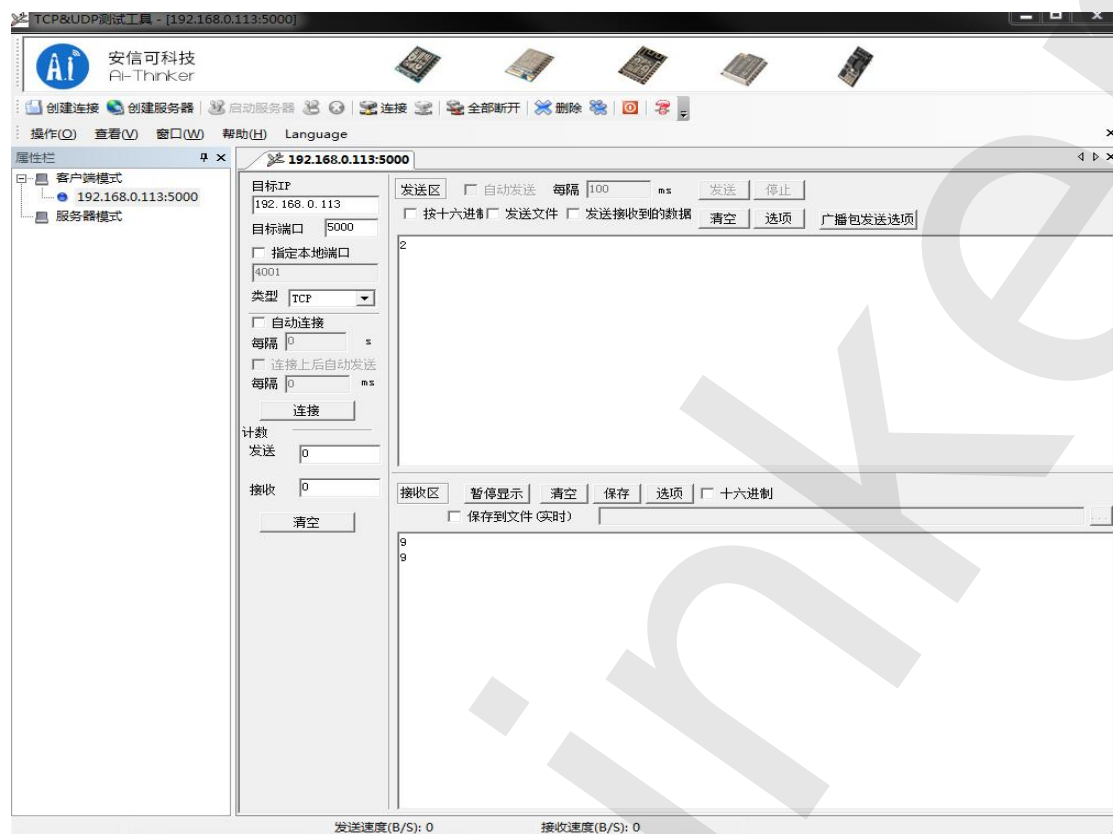 TCP&UDP测试工具 - [192.168.0.113:5000]
安信可科技
Ai-Thinker
创建连接 创建服务器 启动服务器 连接 全部断开 删除
操作(O) 查看(V) 窗口(W) 帮助(H) Language
属性栏
客户端模式
192.168.0.113:5000
服务器模式
192.168.0.113:5000
目标IP
192.168.0.113
目标端口 5000
指定本地端口
4001
类型 TCP
自动连接
每隔 0 s
连接上后自动发送
每隔 0 ms
连接
计数
发送 0
接收 0
清空
发送区 自动发送 每隔 100 ms 发送 停止
按十六进制 发送文件 发送接收到的数据 清空 选项 广播包发送选项
2
接收区 暂停显示 清空 保存 选项 十六进制
保存到文件(实时) ...
9
9
发送速度(B/S): 0 接收速度(B/S): 0